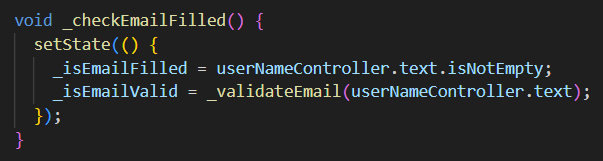 void _checkEmailFilled() {
  setState(() {
    _isEmailFilled = userNameController.text.isNotEmpty;
    _isEmailValid = _validateEmail(userNameController.text);
  });
}